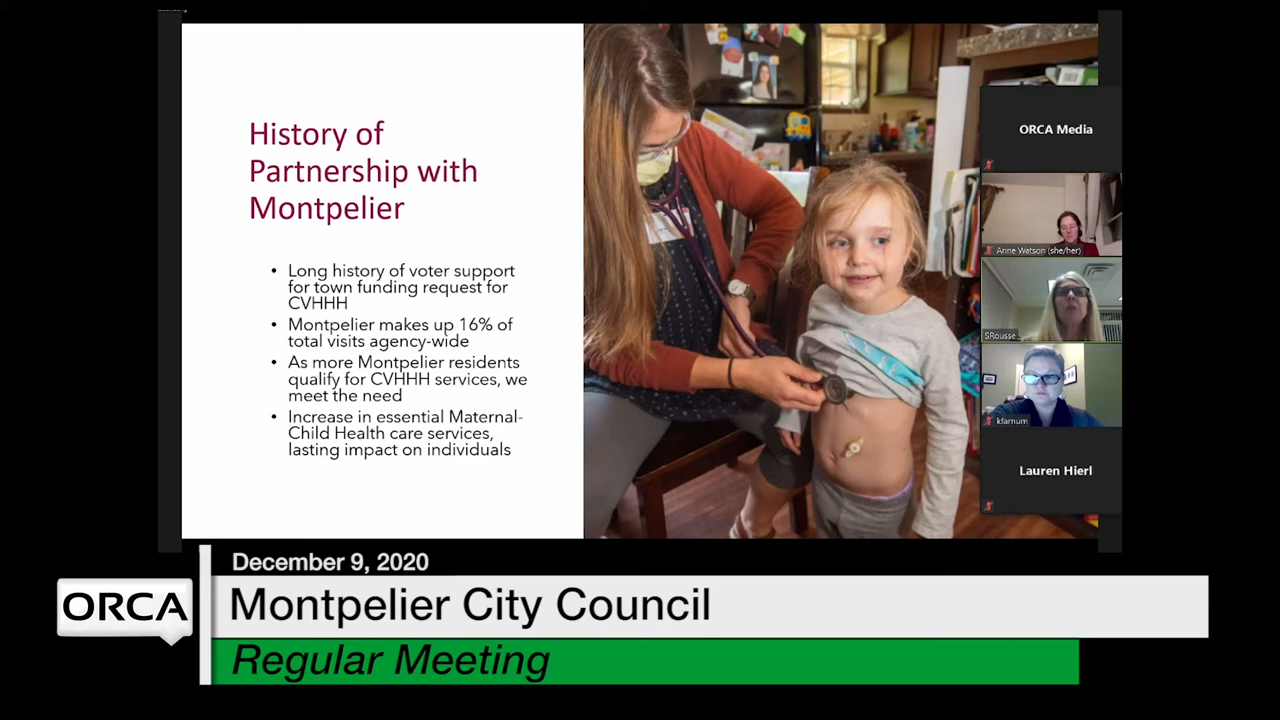 History of
Partnership with
Montpelier
• Long history of voter support
for town funding request for
CVHHH
• Montpelier makes up 16% of
total visits agency-wide
• As more Montpelier residents
qualify for CVHHH services, we
meet the need
• Increase in essential Maternal-
Child Health care services,
lasting impact on individuals
ORCA Media
Anne Watson (she/her)
SRousse
kfarnum
Lauren Hierl
December 9, 2020
ORCA
Montpelier City Council
Regular Meeting